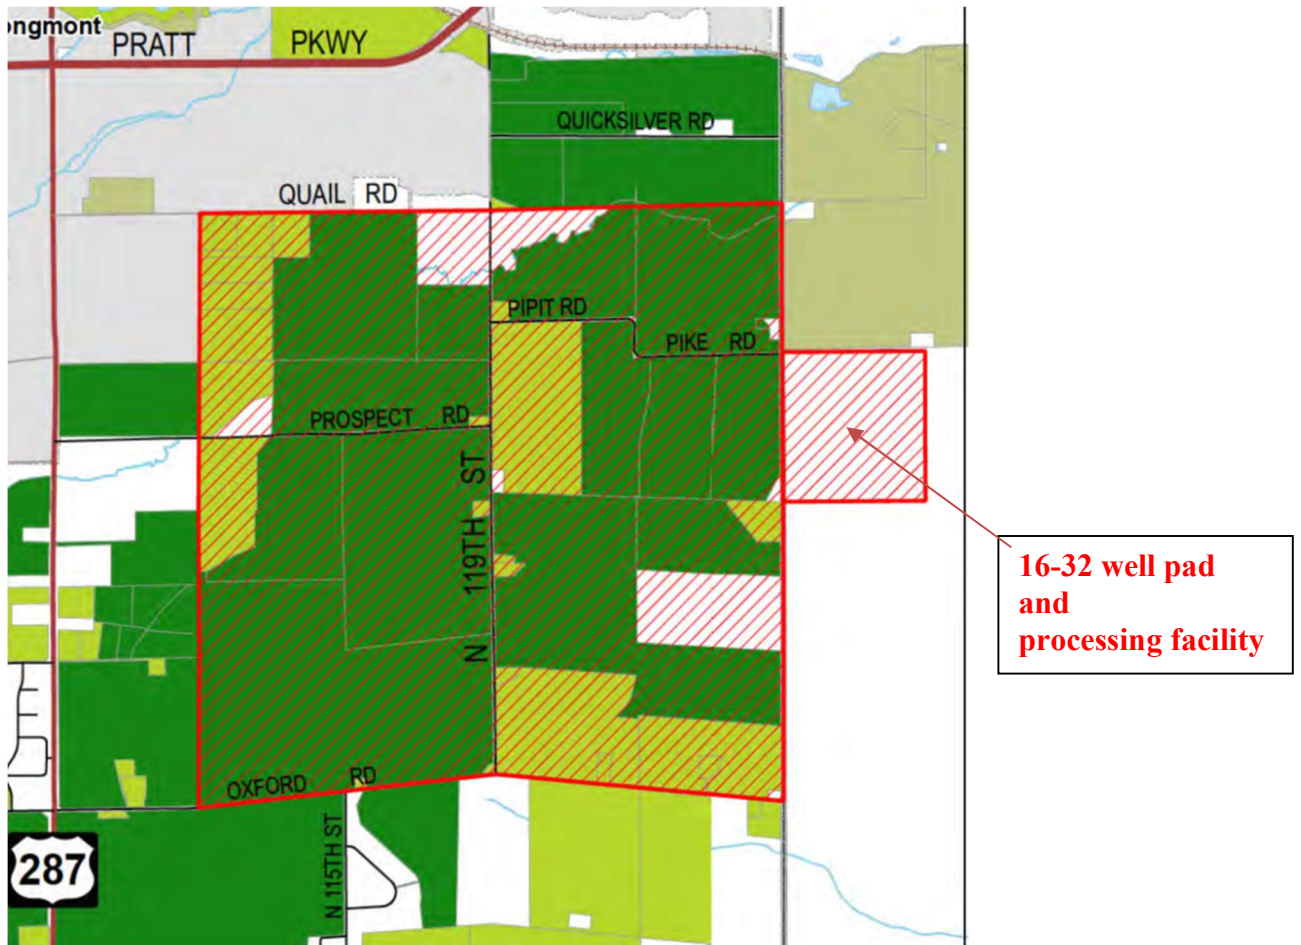 ongmont
PRATT PKWY
QUICKSILVER RD
QUAIL RD
PIPIT RD
PIKE RD
PROSPECT RD
N 119TH ST
16-32 well pad
and
processing facility
OXFORD RD
N 115TH ST
287